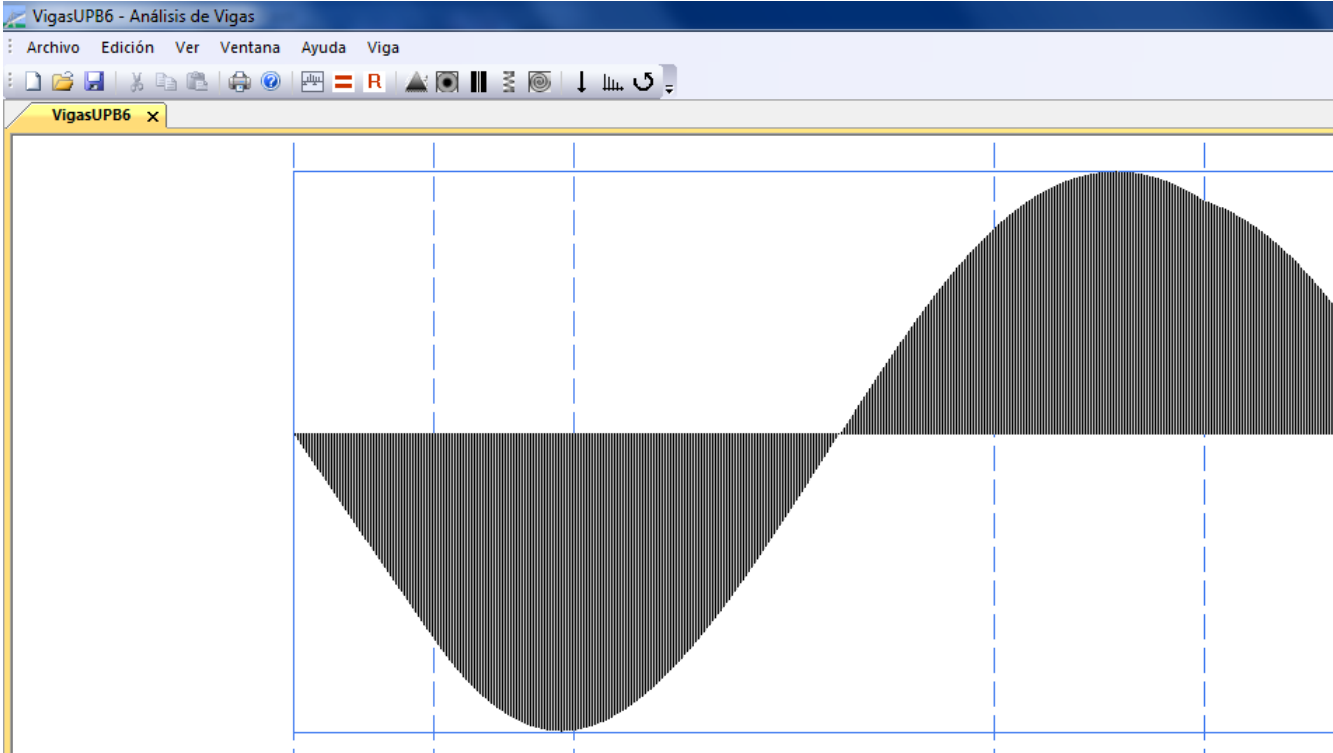 VigasUPB6 - Análisis de Vigas
Archivo Edición Ver Ventana Ayuda Viga
R
VigasUPB6 x